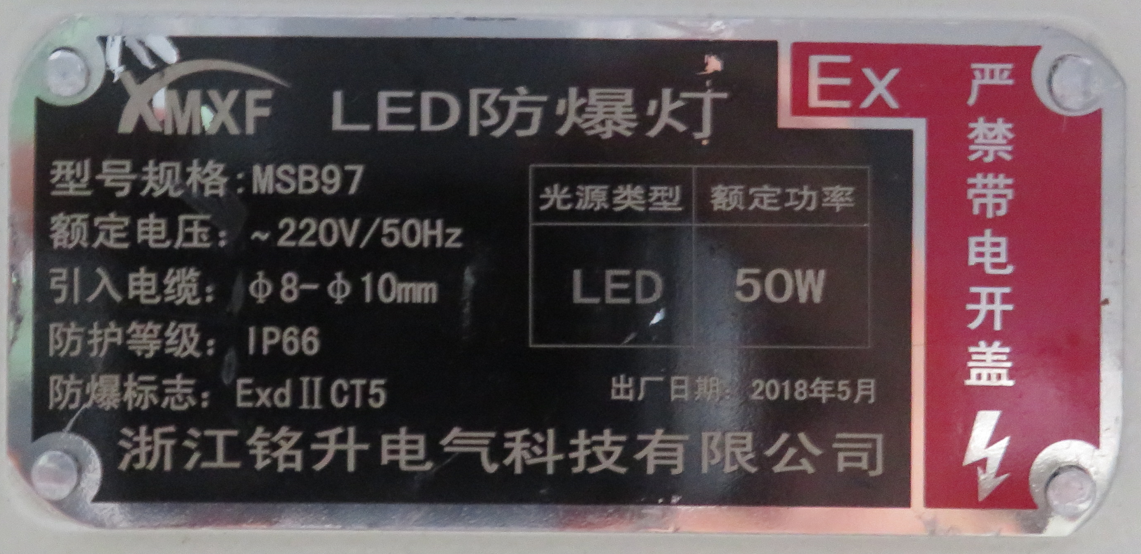 XMXF LED防爆灯 Ex
型号规格:MSB97
额定电压:~220V/50Hz
引入电缆:ф8-ф10mm
防护等级:IP66
防爆标志:ExdⅡCT5
光源类型 额定功率
LED 50W
出厂日期:2018年5月
浙江铭升电气科技有限公司
严禁带电开盖